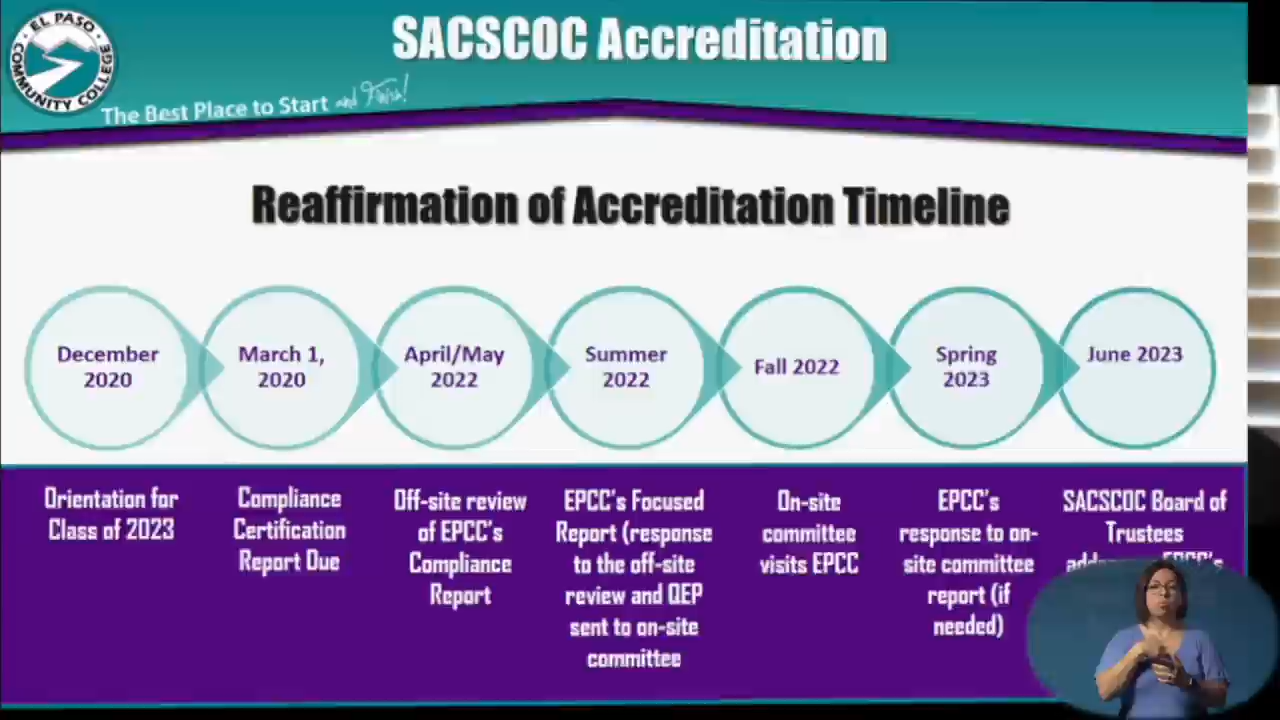 EL PASO COMMUNITY COLLEGE
SACSCOC Accreditation
The Best Place to Start and Finish!
Reaffirmation of Accreditation Timeline
December
2020
March 1,
2020
April/May
2022
Summer
2022
Fall 2022
Spring
2023
June 2023
Orientation for
Class of 2023
Compliance
Certification
Report Due
Off-site review
of EPCC's
Compliance
Report
EPCC's Focused
Report (response
to the off-site
review and QEP
sent to on-site
committee
On-site
committee
visits EPCC
EPCC's
response to on-
site committee
report (if
needed)
SACSCOC Board of
Trustees
EPCC's